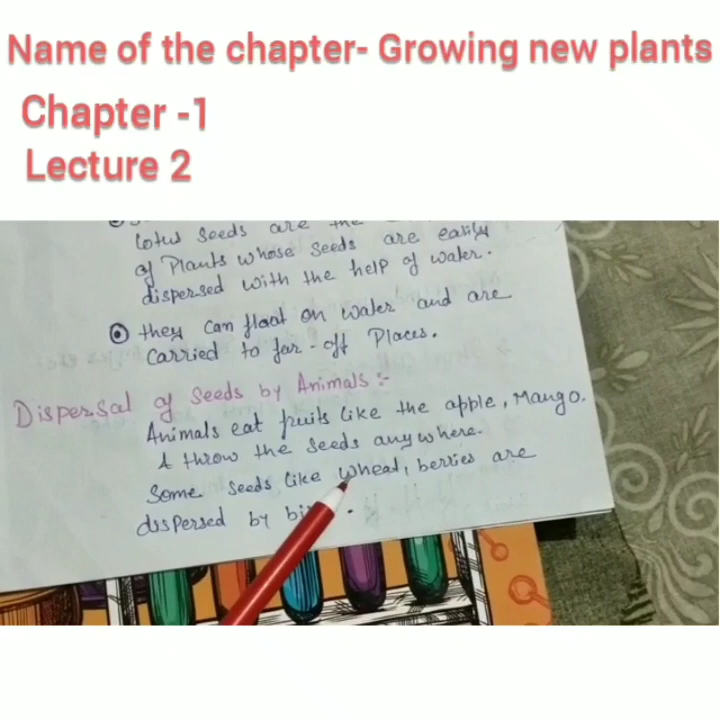 Name of the chapter- Growing new plants
Chapter -1
Lecture 2
Lotus Seeds are the
of Plants whose Seeds are easily
dispersed with the help of water.
They can float on water and are
carried to far-off Places.
Dispersal of Seeds by Animals :-
Animals eat fruits like the apple, Mango.
& throw the Seeds anywhere.
Some Seeds like wheat, berries are
dispersed by